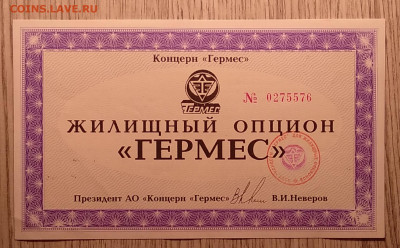 COINS.LAVE.RU
Концерн «Гермес»
ГЕРМЕС
№ 0275576
ЖИЛИЩНЫЙ ОПЦИОН
«ГЕРМЕС»
Президент АО «Концерн «Гермес» В.И.Неверов